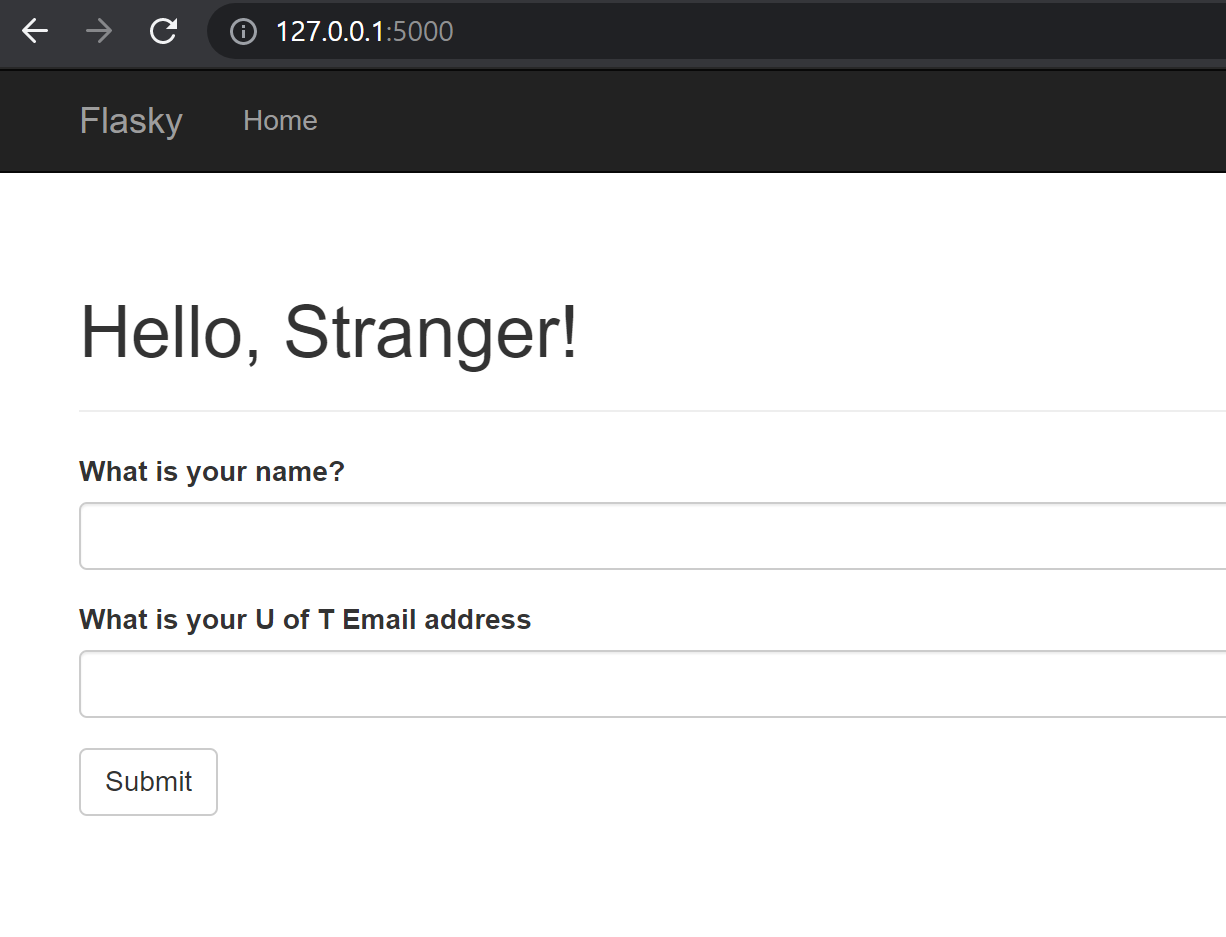 127.0.0.1:5000
Flasky Home
Hello, Stranger!
What is your name?
What is your U of T Email address
Submit